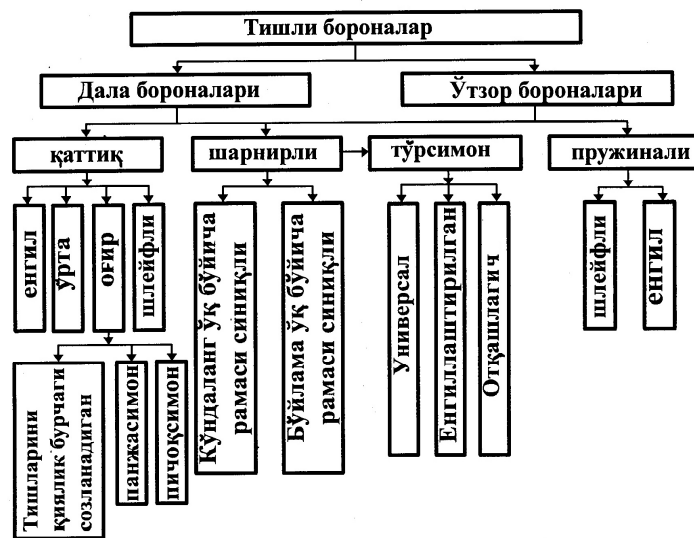 Тишли бороналар
Дала бороналари
Ўтзор бороналари
қаттиқ
шарнирли
тўрсимон
пружинали
енгил
ўрта
оғир
шлейфли
Кўндаланг ўқ бўйича
рамаси синиқли
Бўйлама ўқ бўйича
рамаси синиқли
Универсал
Енгиллаштирилган
Отқашлагич
шлейфли
енгил
Тишларини
қиялик бурчаги
созланадиган
панжасимон
пичоқсимон